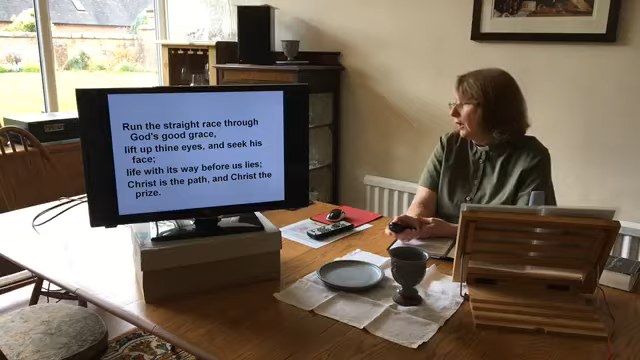 Run the straight race through
God's good grace,
lift up thine eyes, and seek his
face;
life with its way before us lies;
Christ is the path, and Christ the
prize.